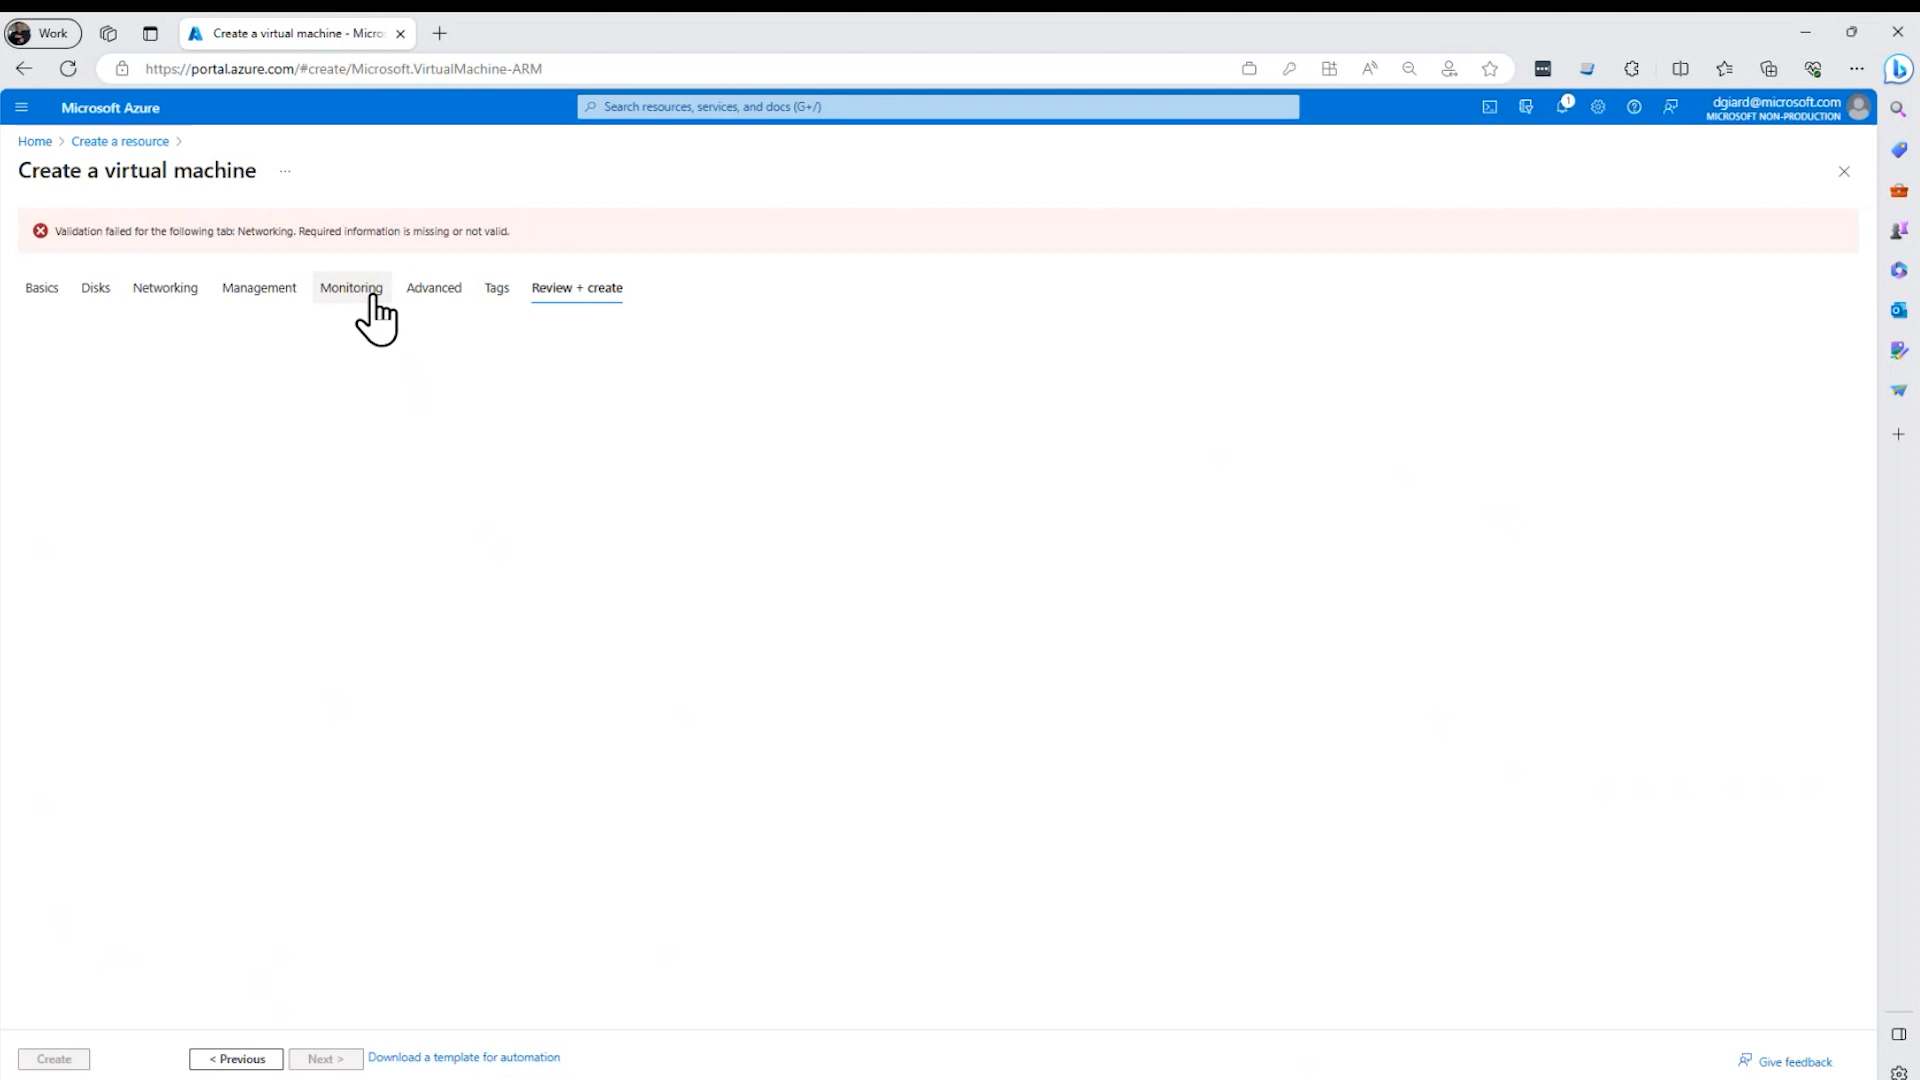 Work
Create a virtual machine - Micro
https://portal.azure.com/#create/Microsoft.VirtualMachine-ARM
Microsoft Azure
Search resources, services, and docs (G+/)
1
dgiard@microsoft.com
MICROSOFT NON-PRODUCTION
Home > Create a resource >
Create a virtual machine ...
Validation failed for the following tab: Networking. Required information is missing or not valid.
Basics Disks Networking Management Monitoring Advanced Tags Review + create
Create < Previous Next > Download a template for automation Give feedback